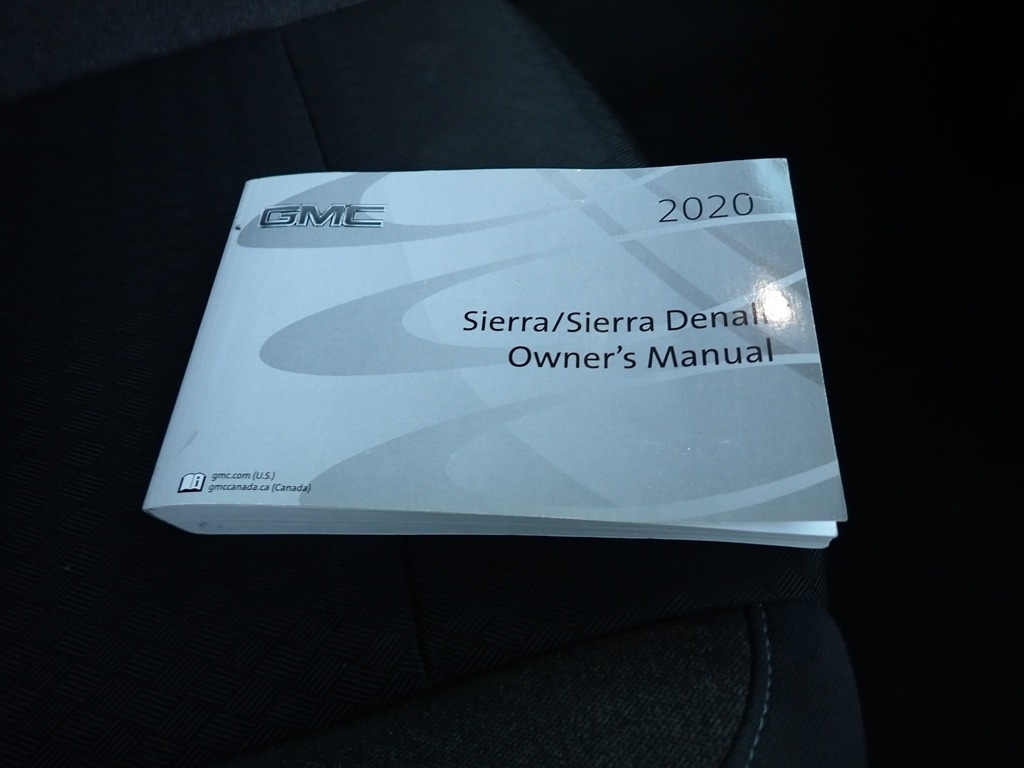 GMC
2020
Sierra/Sierra Denali
Owner's Manual
gmc.com (U.S.)
gmccanada.ca (Canada)